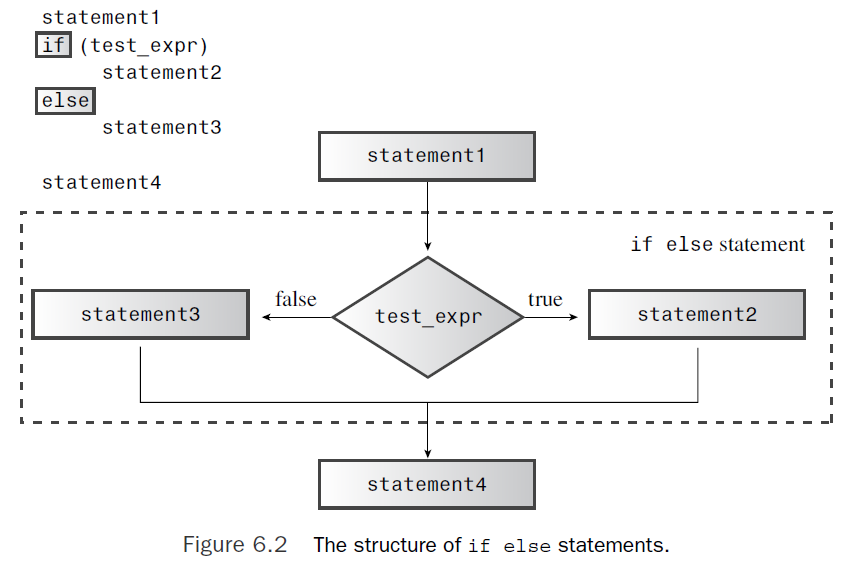 statement1
if (test_expr)
statement2
else
statement3
statement4
statement1
if else statement
statement3
false
test_expr
true
statement2
statement4
Figure 6.2 The structure of if else statements.